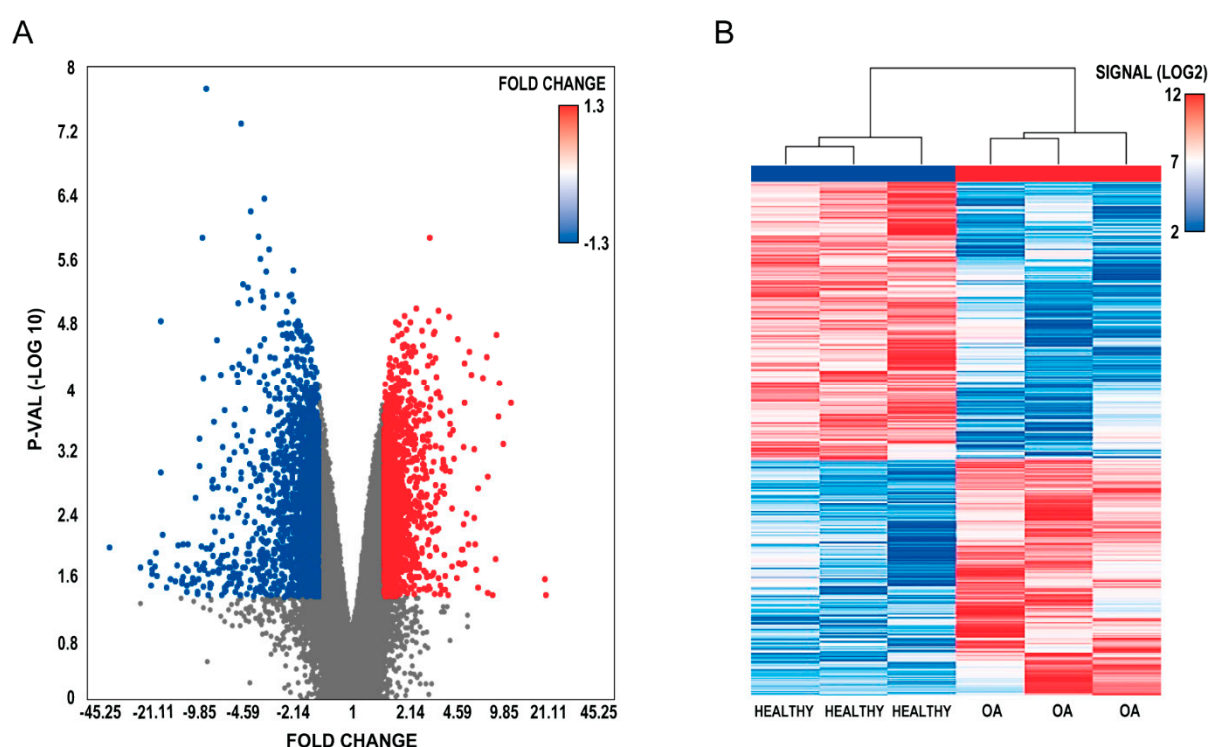 A
8
7.2
6.4
5.6
4.8
4
3.2
2.4
1.6
0.8
0
P-VAL (-LOG 10)
-45.25 -21.11 -9.85 -4.59 -2.14 1 2.14 4.59 9.85 21.11 45.25
FOLD CHANGE
FOLD CHANGE
1.3
-1.3
B
SIGNAL (LOG2)
12
7
2
HEALTHY HEALTHY HEALTHY OA OA OA